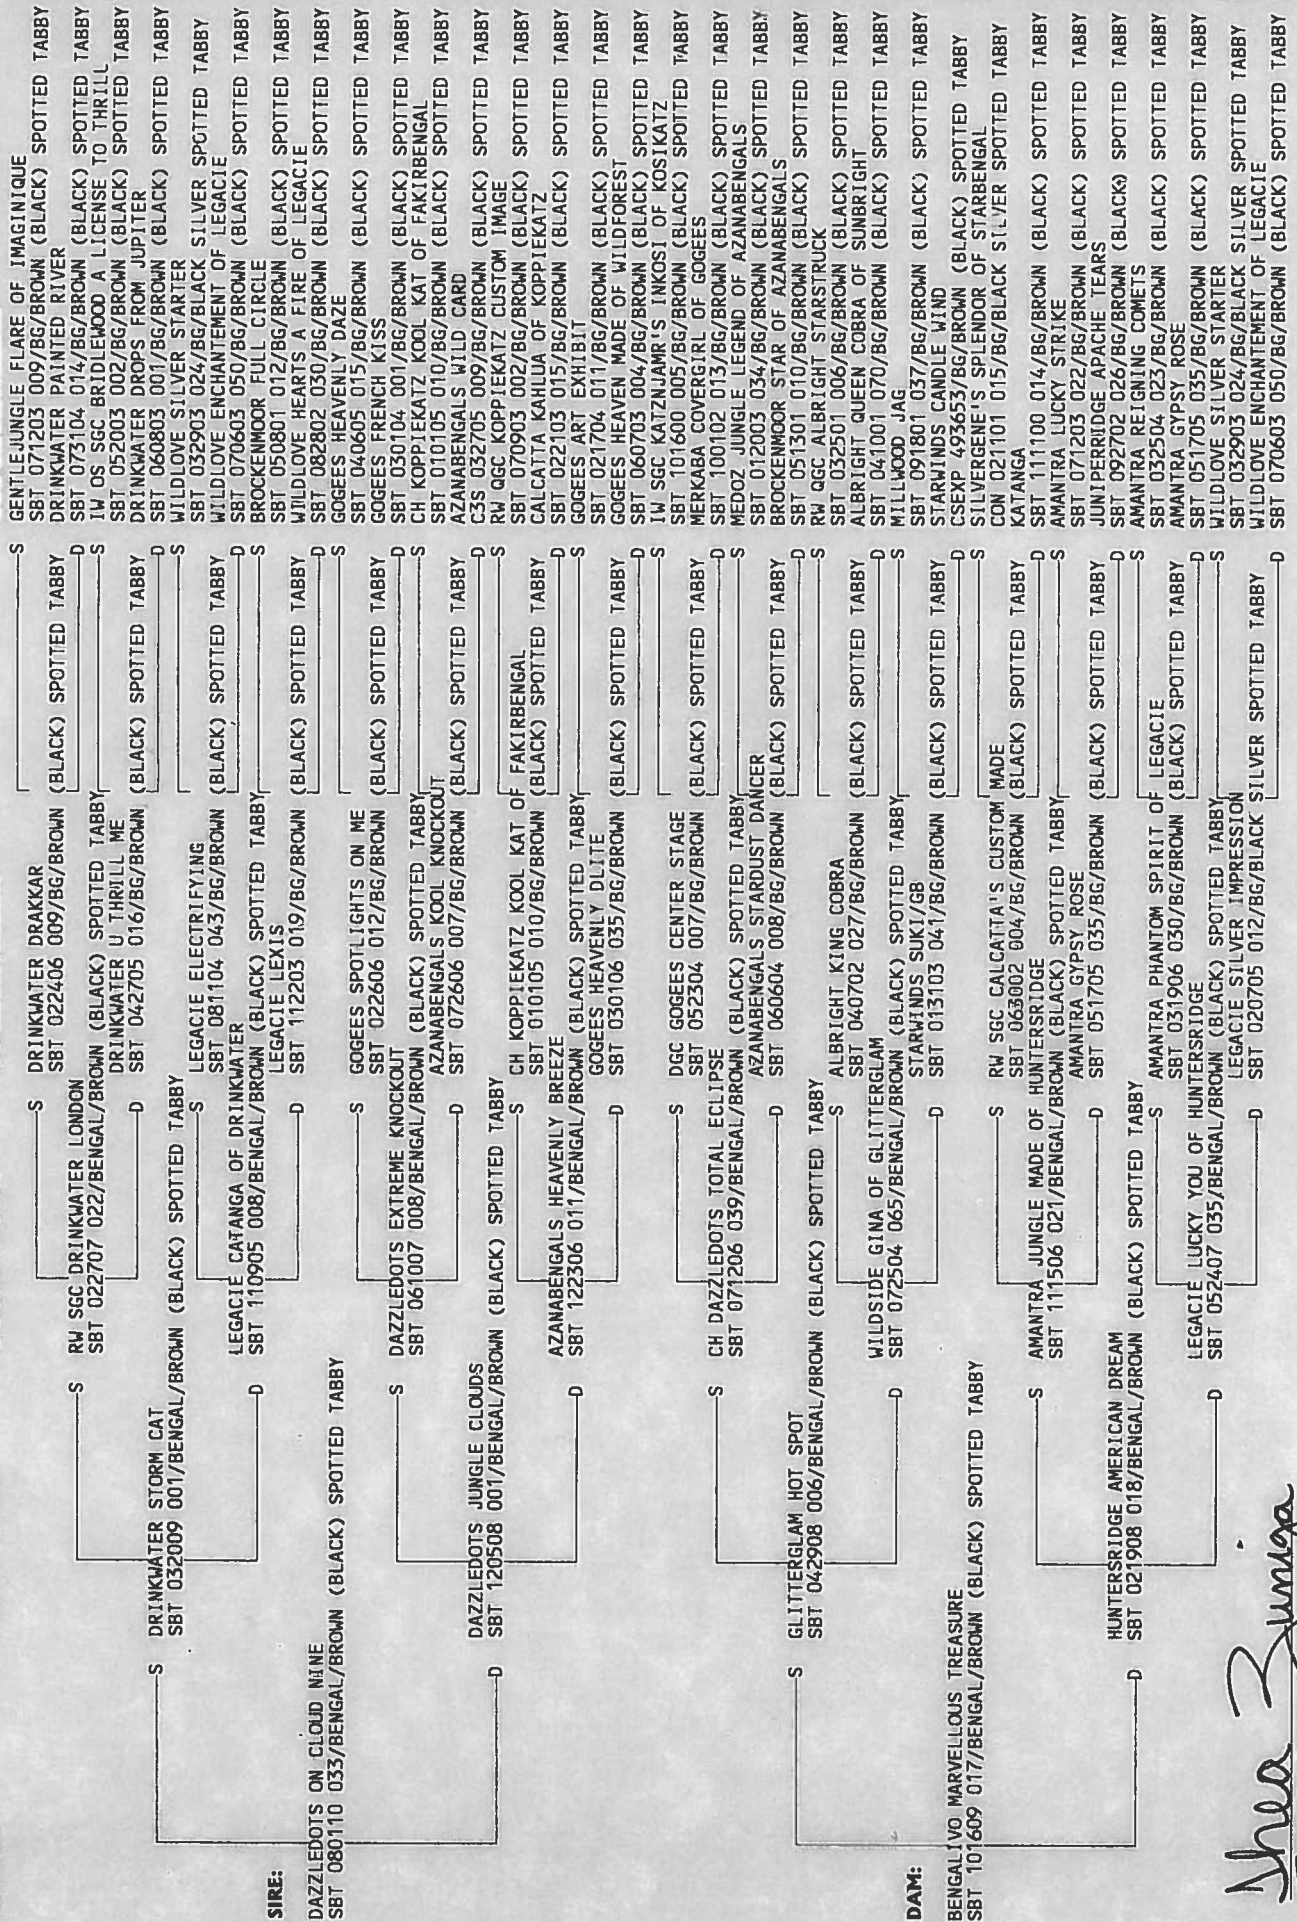 SIRE:
DAZZLEDOTS ON CLOUD NINE
SBT 080110 033/BENGAL/BROWN (BLACK) SPOTTED TABBY
DAM:
BENGALIVO MARVELLOUS TREASURE
SBT 101609 017/BENGAL/BROWN (BLACK) SPOTTED TABBY
S
DRINKWATER STORM CAT
SBT 032009 001/BENGAL/BROWN (BLACK) SPOTTED TABBY
D
DAZZLEDOTS JUNGLE CLOUDS
SBT 120508 001/BENGAL/BROWN (BLACK) SPOTTED TABBY
S
GLITTERGLAM HOT SPOT
SBT 042908 006/BENGAL/BROWN (BLACK) SPOTTED TABBY
D
HUNTERSRIDGE AMERICAN DREAM
SBT 021908 018/BENGAL/BROWN (BLACK) SPOTTED TABBY
S
RW SGC DRINKWATER LONDON
SBT 022707 022/BENGAL/BROWN (BLACK) SPOTTED TABBY
D
LEGACIE CATANGA OF DRINKWATER
SBT 110905 008/BENGAL/BROWN (BLACK) SPOTTED TABBY
S
DAZZLEDOTS EXTREME KNOCKOUT
SBT 061007 008/BENGAL/BROWN (BLACK) SPOTTED TABBY
D
AZANABENGALS HEAVENLY BREEZE
SBT 122306 011/BENGAL/BROWN (BLACK) SPOTTED TABBY
S
CH DAZZLEDOTS TOTAL ECLIPSE
SBT 071206 039/BENGAL/BROWN (BLACK) SPOTTED TABBY
D
WILDSIDE GINA OF GLITTERGLAM
SBT 072504 065/BENGAL/BROWN (BLACK) SPOTTED TABBY
S
AMANTRA JUNGLE MADE OF HUNTERSRIDGE
SBT 111506 021/BENGAL/BROWN (BLACK) SPOTTED TABBY
D
LEGACIE LUCKY YOU OF HUNTERSRIDGE
SBT 052407 035/BENGAL/BROWN (BLACK) SPOTTED TABBY
S
DRINKWATER DRAKKAR
SBT 022406 009/BG/BROWN (BLACK) SPOTTED TABBY
D
DRINKWATER U THRILL ME
SBT 042705 016/BG/BROWN (BLACK) SPOTTED TABBY
S
LEGACIE ELECTRIFYING
SBT 081104 043/BG/BROWN (BLACK) SPOTTED TABBY
D
LEGACIE LEXIS
SBT 112203 019/BG/BROWN (BLACK) SPOTTED TABBY
S
GOGEES SPOT-LIGHTS ON ME
SBT 022606 012/BG/BROWN (BLACK) SPOTTED TABBY
D
AZANABENGALS KOOL KNOCKOUT
SBT 072606 007/BG/BROWN (BLACK) SPOTTED TABBY
S
CH KOPPIEKATZ KOOL KAT OF FAKIRBENGAL
SBT 010105 010/BG/BROWN (BLACK) SPOTTED TABBY
D
GOGEES HEAVENLY DLITE
SBT 030106 035/BG/BROWN (BLACK) SPOTTED TABBY
S
DGC GOGEES CENTER STAGE
SBT 052304 007/BG/BROWN (BLACK) SPOTTED TABBY
D
AZANABENGALS STARDUST DANCER
SBT 060604 008/BG/BROWN (BLACK) SPOTTED TABBY
S
ALBRIGHT KING COBRA
SBT 040702 027/BG/BROWN (BLACK) SPOTTED TABBY
D
STARWINDS SUKI/GB
SBT 013103 041/BG/BROWN (BLACK) SPOTTED TABBY
S
RW SGC CALCATTA'S CUSTOM MADE
SBT 063002 004/BG/BROWN (BLACK) SPOTTED TABBY
D
AMANTRA GYPSY ROSE
SBT 051705 035/BG/BROWN (BLACK) SPOTTED TABBY
S
AMANTRA PHANTOM SPIRIT OF LEGACIE
SBT 031906 030/BG/BROWN (BLACK) SPOTTED TABBY
D
LEGACIE SILVER IMPRESSION
SBT 020705 012/BG/BLACK SILVER SPOTTED TABBY
S
GENTLEJUNGLE FLARE OF IMAGINIQUE
SBT 071203 009/BG/BROWN (BLACK) SPOTTED TABBY
D
DRINKWATER PAINTED RIVER
SBT 073104 014/BG/BROWN (BLACK) SPOTTED TABBY
S
IW OS SGC BRIDLEWOOD A LICENSE TO THRILL
SBT 052003 002/BG/BROWN (BLACK) SPOTTED TABBY
D
DRINKWATER DROPS FROM JUPITER
SBT 060803 001/BG/BROWN (BLACK) SPOTTED TABBY
S
WILDLOVE SILVER STARTER
SBT 032903 024/BG/BLACK SILVER SPOTTED TABBY
D
WILDLOVE ENCHANTEMENT OF LEGACIE
SBT 070603 050/BG/BROWN (BLACK) SPOTTED TABBY
S
BROCKENMOOR FULL CIRCLE
SBT 050801 012/BG/BROWN (BLACK) SPOTTED TABBY
D
WILDLOVE HEARTS A FIRE OF LEGACIE
SBT 082802 030/BG/BROWN (BLACK) SPOTTED TABBY
S
GOGEES HEAVENLY DAZE
SBT 040605 015/BG/BROWN (BLACK) SPOTTED TABBY
D
GOGEES FRENCH KISS
SBT 030104 001/BG/BROWN (BLACK) SPOTTED TABBY
S
CH KOPPIEKATZ KOOL KAT OF FAKIRBENGAL
SBT 010105 010/BG/BROWN (BLACK) SPOTTED TABBY
D
AZANABENGALS WILD CARD
C3S 032705 009/BG/BROWN (BLACK) SPOTTED TABBY
S
RW QGC KOPPIEKATZ CUSTOM IMAGE
SBT 070903 002/BG/BROWN (BLACK) SPOTTED TABBY
D
CALCATTA KAHLUA OF KOPPIEKATZ
SBT 022103 015/BG/BROWN (BLACK) SPOTTED TABBY
S
GOGEES ART EXHIBIT
SBT 021704 011/BG/BROWN (BLACK) SPOTTED TABBY
D
GOGEES HEAVEN MADE OF WILDFOREST
SBT 060703 004/BG/BROWN (BLACK) SPOTTED TABBY
S
IW SGC KATZNJAMR'S INKOSI OF KOSIKATZ
SBT 101600 005/BG/BROWN (BLACK) SPOTTED TABBY
D
MERKABA COVERGIRL OF GOGEES
SBT 100102 013/BG/BROWN (BLACK) SPOTTED TABBY
S
MEDOZ JUNGLE LEGEND OF AZANABENGALS
SBT 012003 034/BG/BROWN (BLACK) SPOTTED TABBY
D
BROCKENMOOR STAR OF AZANABENGALS
SBT 051301 010/BG/BROWN (BLACK) SPOTTED TABBY
S
RW QGC ALBRIGHT STARSTRUCK
SBT 032501 006/BG/BROWN (BLACK) SPOTTED TABBY
D
ALBRIGHT QUEEN COBRA OF SUNBRIGHT
SBT 041001 070/BG/BROWN (BLACK) SPOTTED TABBY
S
MILLWOOD JAG
SBT 091801 037/BG/BROWN (BLACK) SPOTTED TABBY
D
STARWINDS CANDLE WIND
CSEXP 493653/BG/BROWN (BLACK) SPOTTED TABBY
S
SILVERGENE'S SPLENDOR OF STARBENGAL
CON 021101 015/BG/BLACK SILVER SPOTTED TABBY
D
KATANGA
SBT 111100 014/BG/BROWN (BLACK) SPOTTED TABBY
S
AMANTRA LUCKY STRIKE
SBT 071203 022/BG/BROWN (BLACK) SPOTTED TABBY
D
JUNIPERRIDGE APACHE TEARS
SBT 092702 026/BG/BROWN (BLACK) SPOTTED TABBY
S
AMANTRA REIGNING COMETS
SBT 032504 023/BG/BROWN (BLACK) SPOTTED TABBY
D
AMANTRA GYPSY ROSE
SBT 051705 035/BG/BROWN (BLACK) SPOTTED TABBY
S
WILDLOVE SILVER STARTER
SBT 032903 024/BG/BLACK SILVER SPOTTED TABBY
D
WILDLOVE ENCHANTEMENT OF LEGACIE
SBT 070603 050/BG/BROWN (BLACK) SPOTTED TABBY